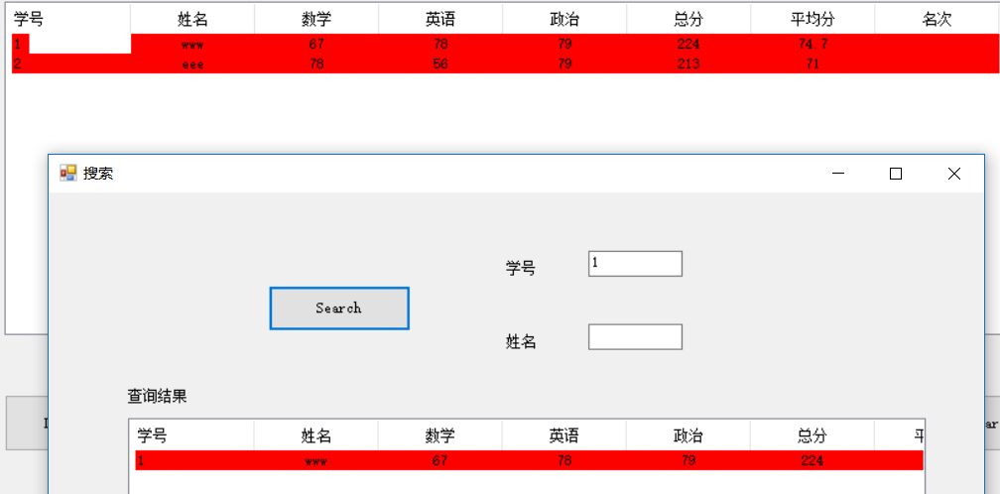 学号 姓名 数学 英语 政治 总分 平均分 名次
1 www 67 78 79 224 74.7
2 eee 78 56 79 213 71
搜索
学号 1
Search
姓名
查询结果
学号 姓名 数学 英语 政治 总分
1 www 67 78 79 224